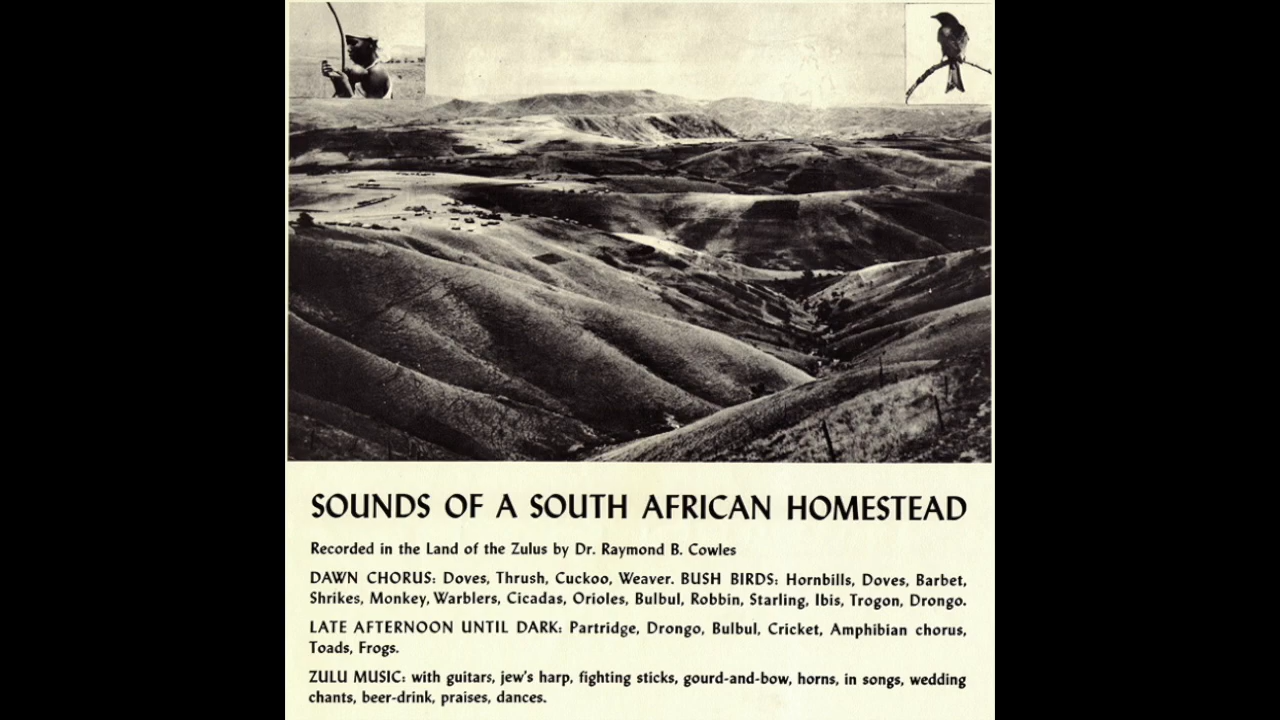 SOUNDS OF A SOUTH AFRICAN HOMESTEAD
Recorded in the Land of the Zulus by Dr. Raymond B. Cowles
DAWN CHORUS: Doves, Thrush, Cuckoo, Weaver. BUSH BIRDS: Hornbills, Doves, Barbet,
Shrikes, Monkey, Warblers, Cicadas, Orioles, Bulbul, Robbin, Starling, Ibis, Trogon, Drongo.
LATE AFTERNOON UNTIL DARK: Partridge, Drongo, Bulbul, Cricket, Amphibian chorus,
Toads, Frogs.
ZULU MUSIC: with guitars, jew's harp, fighting sticks, gourd-and-bow, horns, in songs, wedding
chants, beer-drink, praises, dances.